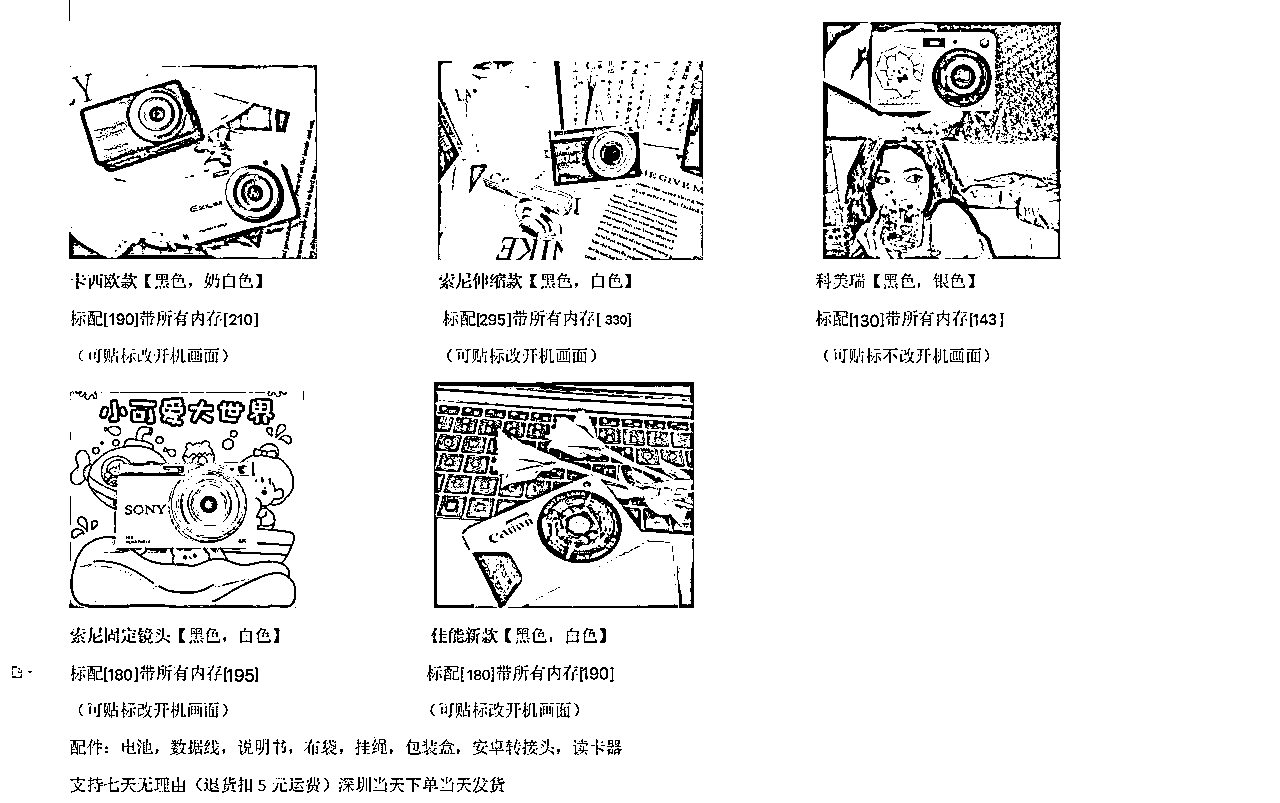 卡西欧款【黑色，奶白色】
标配[190]带所有内存[210]
（可贴标改开机画面）
索尼伸缩款【黑色，白色】
标配[295]带所有内存[ 330]
（可贴标改开机画面）
科美瑞【黑色，银色】
标配[130]带所有内存[143]
（可贴标不改开机画面）
小可爱大世界
SONY
索尼固定镜头【黑色，白色】
标配[180]带所有内存[195]
（可贴标改开机画面）
Canon
佳能新款【黑色，白色】
标配[180]带所有内存[190]
（可贴标改开机画面）
配件：电池，数据线，说明书，布袋，挂绳，包装盒，安卓转接头，读卡器
支持七天无理由（退货扣 5 元运费）深圳当天下单当天发货